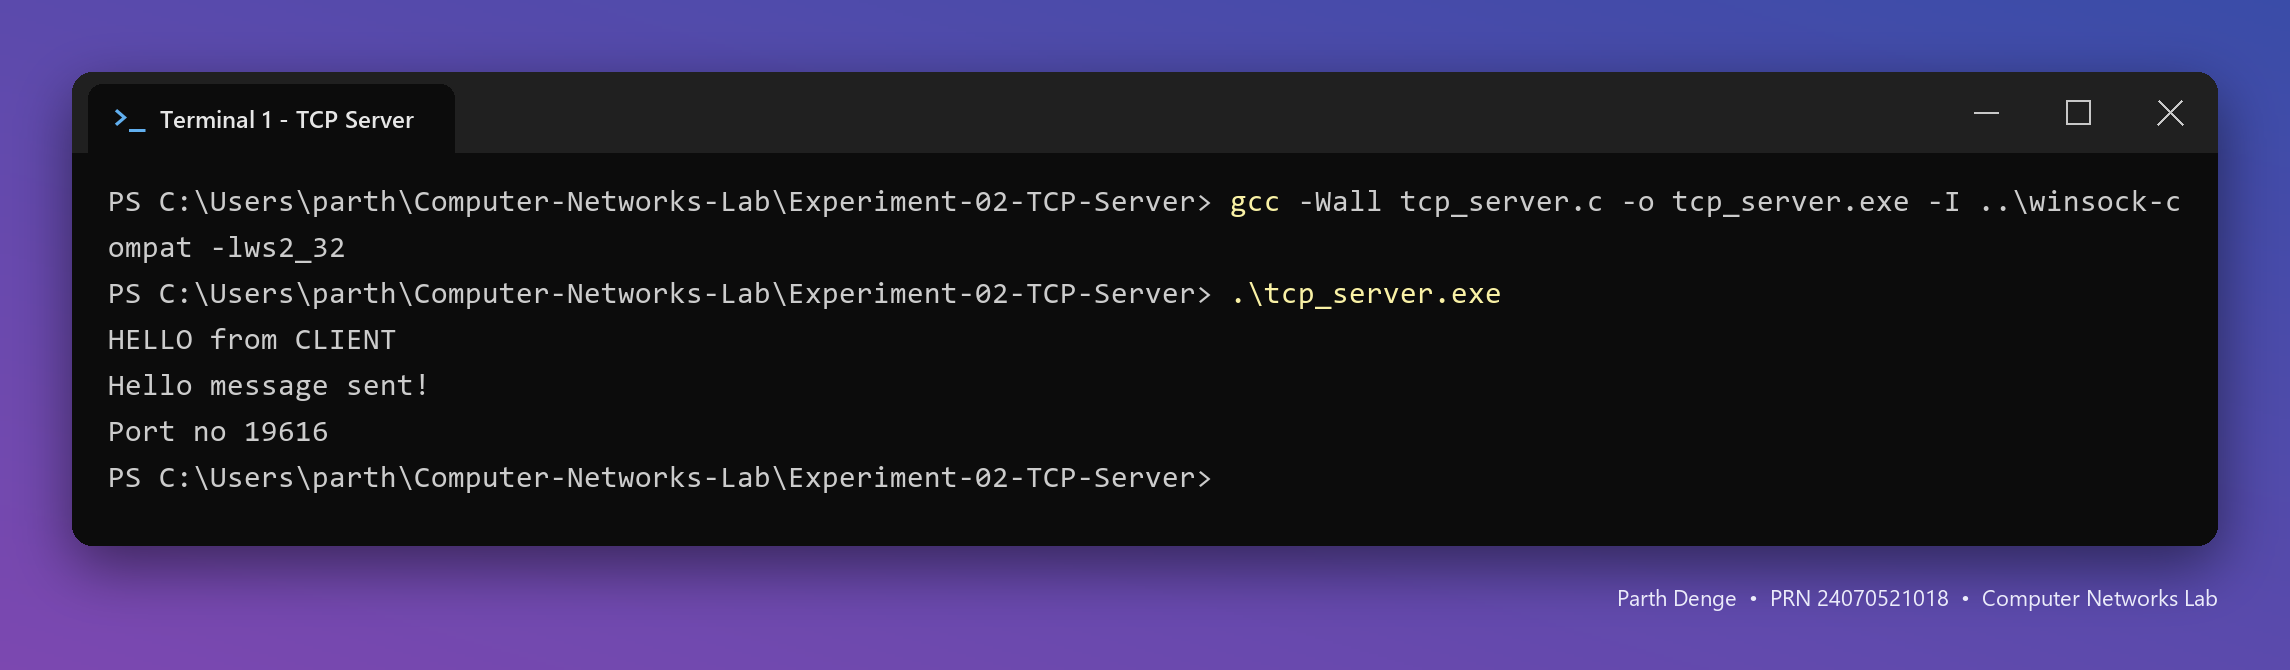 >_ Terminal 1 - TCP Server
PS C:\Users\parth\Computer-Networks-Lab\Experiment-02-TCP-Server> gcc -Wall tcp_server.c -o tcp_server.exe -I ..\winsock-c
ompat -lws2_32
PS C:\Users\parth\Computer-Networks-Lab\Experiment-02-TCP-Server> .\tcp_server.exe
HELLO from CLIENT
Hello message sent!
Port no 19616
PS C:\Users\parth\Computer-Networks-Lab\Experiment-02-TCP-Server>
Parth Denge • PRN 24070521018 • Computer Networks Lab